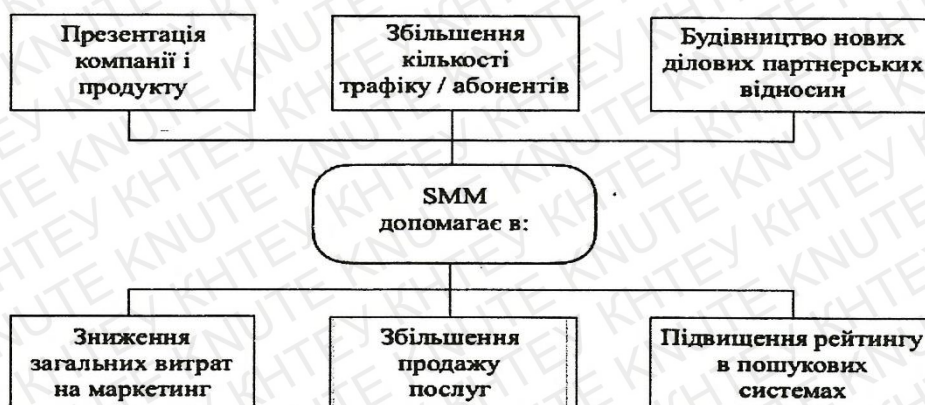 Презентація
компанії і
продукту
Збільшення
кількості
трафіку / абонентів
Будівництво нових
ділових партнерських
відносин
SMM
допомагає в:
Зниження
загальних витрат
на маркетинг
Збільшення
продажу
послуг
Підвищення рейтингу
в пошукових
системах